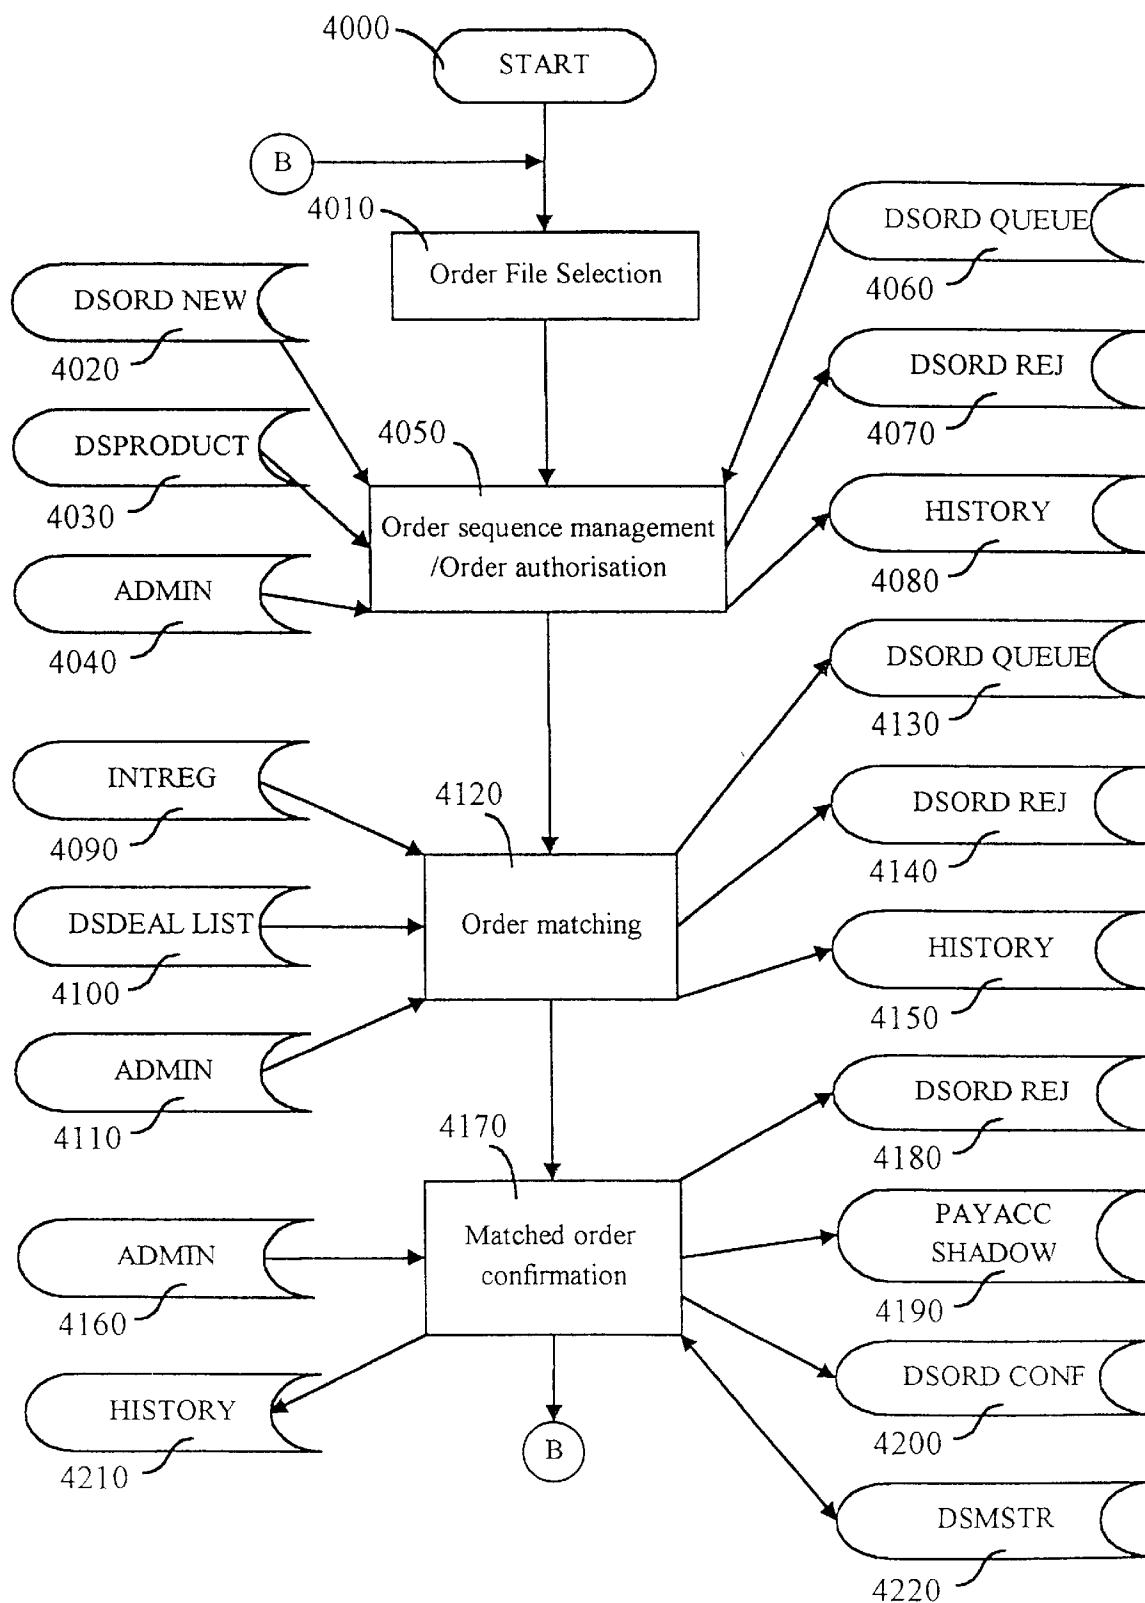 4000
START
B
4010
Order File Selection
DSORD QUEUE
4060
DSORD NEW
4020
DSORD REJ
4070
DSPRODUCT
4030
4050
Order sequence management
/Order authorisation
HISTORY
4080
ADMIN
4040
DSORD QUEUE
4130
INTREG
4090
4120
Order matching
DSORD REJ
4140
DSDEAL LIST
4100
HISTORY
4150
ADMIN
4110
DSORD REJ
4180
4170
Matched order
confirmation
ADMIN
4160
PAYACC
SHADOW
4190
HISTORY
4210
DSORD CONF
4200
B
DSMSTR
4220